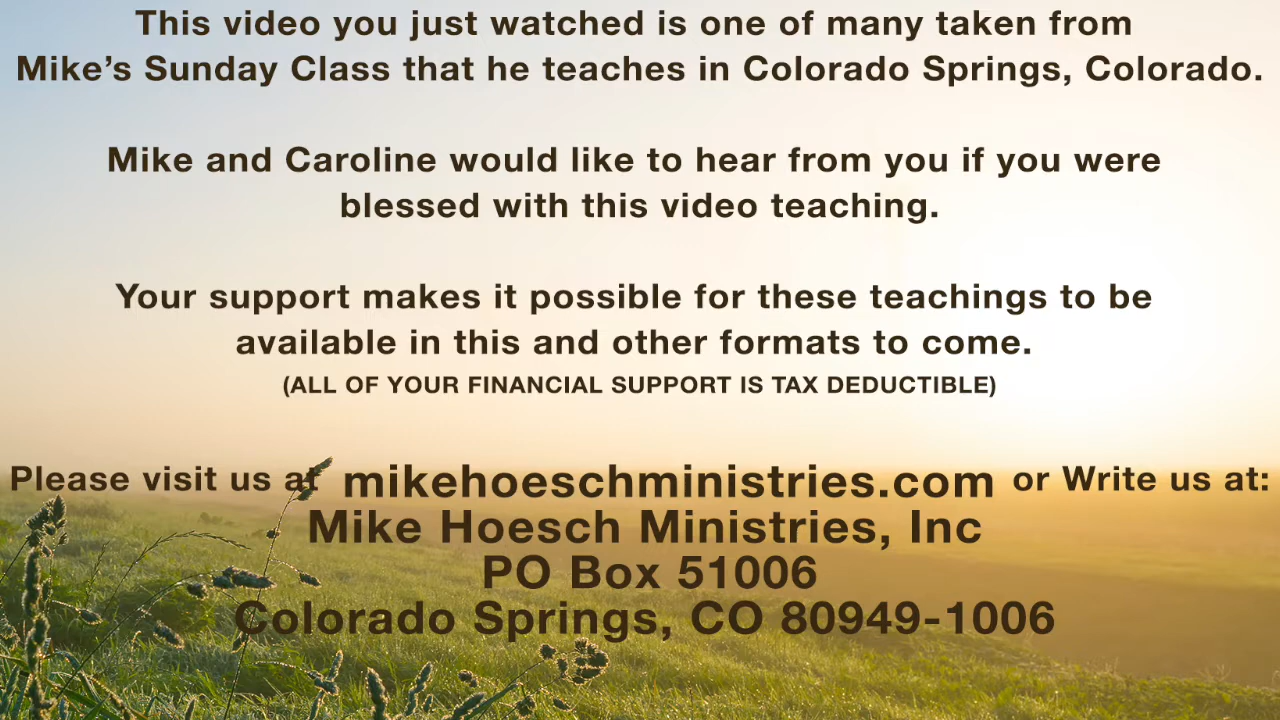 This video you just watched is one of many taken from
Mike’s Sunday Class that he teaches in Colorado Springs, Colorado.
Mike and Caroline would like to hear from you if you were
blessed with this video teaching.
Your support makes it possible for these teachings to be
available in this and other formats to come.
(ALL OF YOUR FINANCIAL SUPPORT IS TAX DEDUCTIBLE)
Please visit us at mikehoeschministries.com or Write us at:
Mike Hoesch Ministries, Inc
PO Box 51006
Colorado Springs, CO 80949-1006